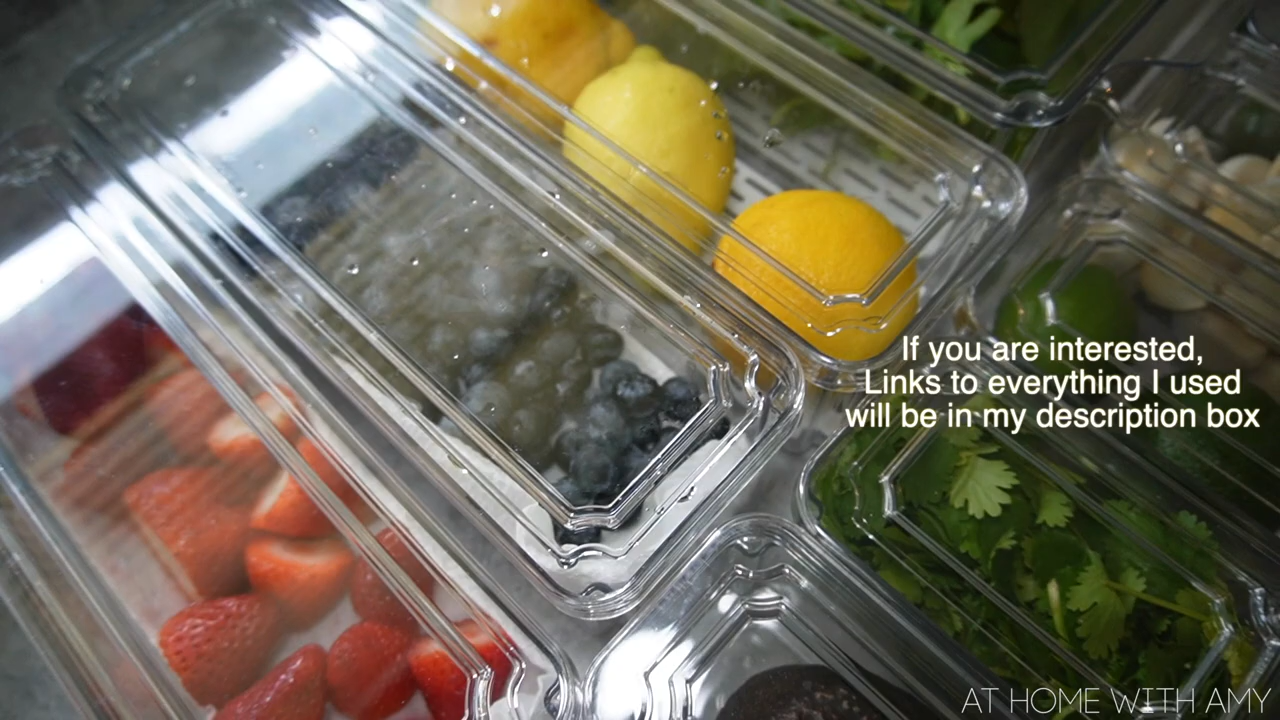 If you are interested,
Links to everything I used
will be in my description box
AT HOME WITH AMY